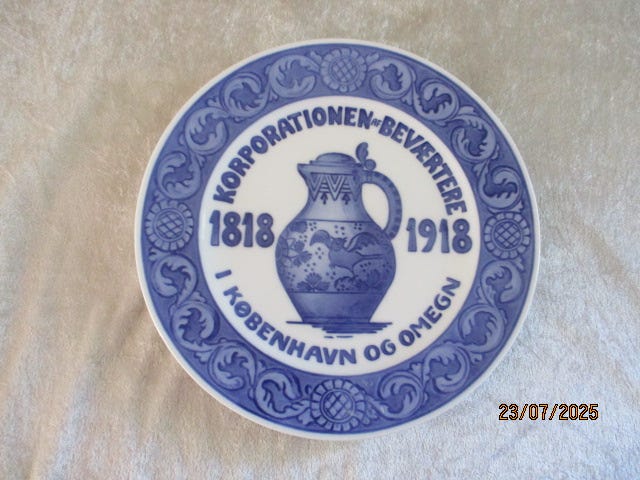 KORPORATIONEN AF BEVÆRTERE
1818 1918
I KØBENHAVN OG OMEGN
23/07/2025